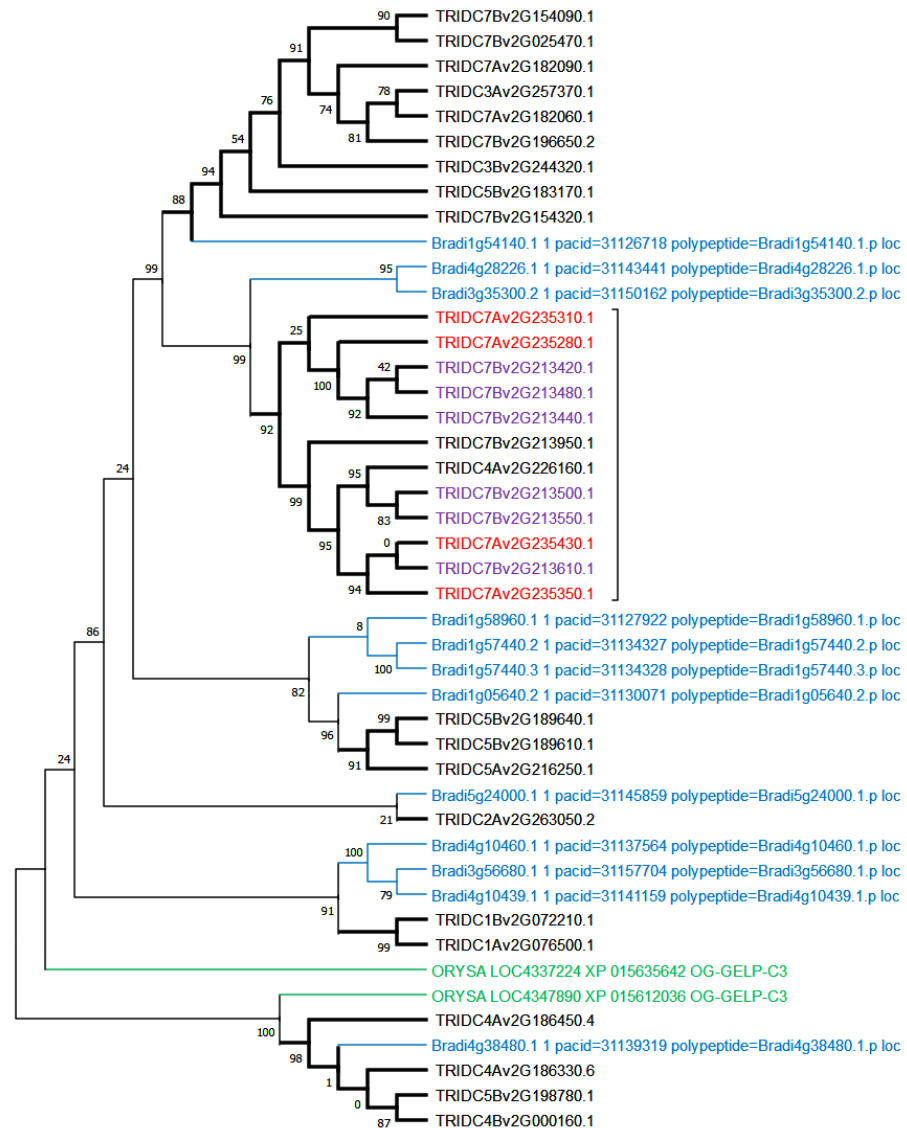 90
TRIDC7Bv2G154090.1
TRIDC7Bv2G025470.1
91
TRIDC7Av2G182090.1
78
TRIDC3Av2G257370.1
76
74
TRIDC7Av2G182060.1
81
TRIDC7Bv2G196650.2
54
TRIDC3Bv2G244320.1
94
TRIDC5Bv2G183170.1
88
TRIDC7Bv2G154320.1
Bradi1g54140.1 1 pacid=31126718 polypeptide=Bradi1g54140.1.p loc
99
95
Bradi4g28226.1 1 pacid=31143441 polypeptide=Bradi4g28226.1.p loc
Bradi3g35300.2 1 pacid=31150162 polypeptide=Bradi3g35300.2.p loc
TRIDC7Av2G235310.1
25
TRIDC7Av2G235280.1
99
42
TRIDC7Bv2G213420.1
100
TRIDC7Bv2G213480.1
92
TRIDC7Bv2G213440.1
92
TRIDC7Bv2G213950.1
24
95
TRIDC4Av2G226160.1
99
TRIDC7Bv2G213500.1
83
TRIDC7Bv2G213550.1
95
0
TRIDC7Av2G235430.1
TRIDC7Bv2G213610.1
94
TRIDC7Av2G235350.1
Bradi1g58960.1 1 pacid=31127922 polypeptide=Bradi1g58960.1.p loc
86
8
Bradi1g57440.2 1 pacid=31134327 polypeptide=Bradi1g57440.2.p loc
100
Bradi1g57440.3 1 pacid=31134328 polypeptide=Bradi1g57440.3.p loc
82
Bradi1g05640.2 1 pacid=31130071 polypeptide=Bradi1g05640.2.p loc
99
TRIDC5Bv2G189640.1
96
TRIDC5Bv2G189610.1
24
91
TRIDC5Av2G216250.1
Bradi5g24000.1 1 pacid=31145859 polypeptide=Bradi5g24000.1.p loc
21
TRIDC2Av2G263050.2
100
Bradi4g10460.1 1 pacid=31137564 polypeptide=Bradi4g10460.1.p loc
Bradi3g56680.1 1 pacid=31157704 polypeptide=Bradi3g56680.1.p loc
79
Bradi4g10439.1 1 pacid=31141159 polypeptide=Bradi4g10439.1.p loc
91
TRIDC1Bv2G072210.1
99
TRIDC1Av2G076500.1
ORYSA LOC4337224 XP 015635642 OG-GELP-C3
ORYSA LOC4347890 XP 015612036 OG-GELP-C3
100
TRIDC4Av2G186450.4
98
Bradi4g38480.1 1 pacid=31139319 polypeptide=Bradi4g38480.1.p loc
1
TRIDC4Av2G186330.6
0
TRIDC5Bv2G198780.1
87
TRIDC4Bv2G000160.1